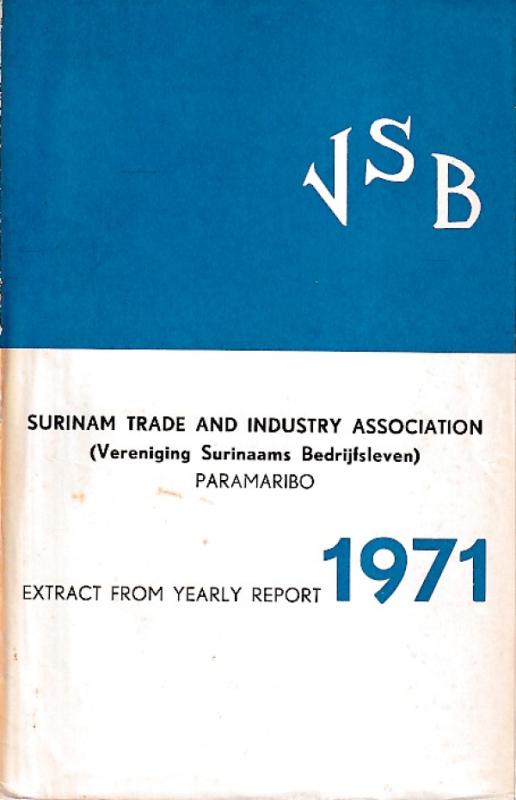 VSB
SURINAM TRADE AND INDUSTRY ASSOCIATION
(Vereniging Surinaams Bedrijfsleven)
PARAMARIBO
EXTRACT FROM YEARLY REPORT 1971